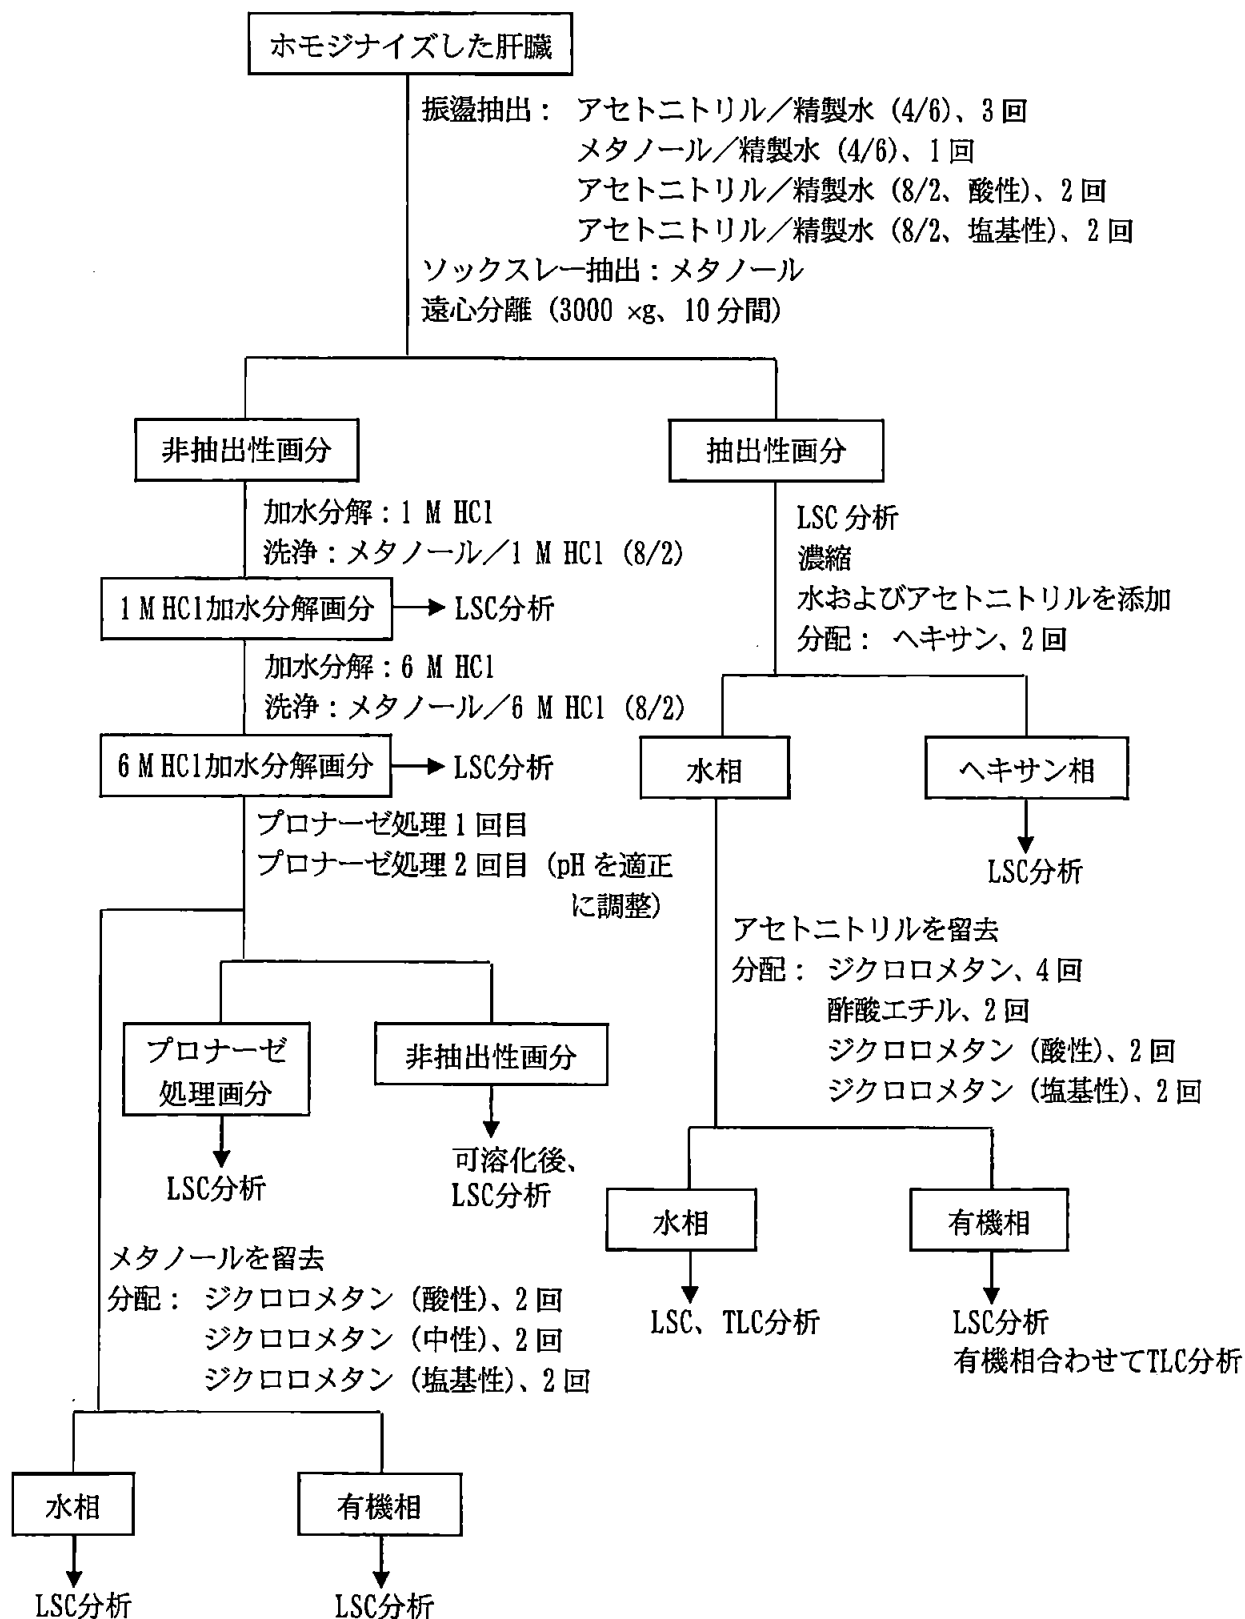 ホモジナイズした肝臓
振盪抽出： アセトニトリル／精製水 (4/6)、3 回
メタノール／精製水 (4/6)、1 回
アセトニトリル／精製水 (8/2、酸性)、2 回
アセトニトリル／精製水 (8/2、塩基性)、2 回
ソックスレー抽出：メタノール
遠心分離 (3000 ×g、10 分間)
非抽出性画分
抽出性画分
加水分解：1 M HCl
洗浄：メタノール／1 M HCl (8/2)
1 M HCl加水分解画分
LSC分析
加水分解：6 M HCl
洗浄：メタノール／6 M HCl (8/2)
6 M HCl加水分解画分
LSC分析
LSC 分析
濃縮
水およびアセトニトリルを添加
分配： ヘキサン、2 回
水相
ヘキサン相
LSC分析
プロナーゼ処理 1 回目
プロナーゼ処理 2 回目 (pH を適正
に調整)
プロナーゼ
処理画分
非抽出性画分
LSC分析
可溶化後、
LSC分析
アセトニトリルを留去
分配： ジクロロメタン、4 回
酢酸エチル、2 回
ジクロロメタン (酸性)、2 回
ジクロロメタン (塩基性)、2 回
水相
有機相
LSC、TLC分析
LSC分析
有機相合わせてTLC分析
メタノールを留去
分配： ジクロロメタン (酸性)、2 回
ジクロロメタン (中性)、2 回
ジクロロメタン (塩基性)、2 回
水相
有機相
LSC分析
LSC分析